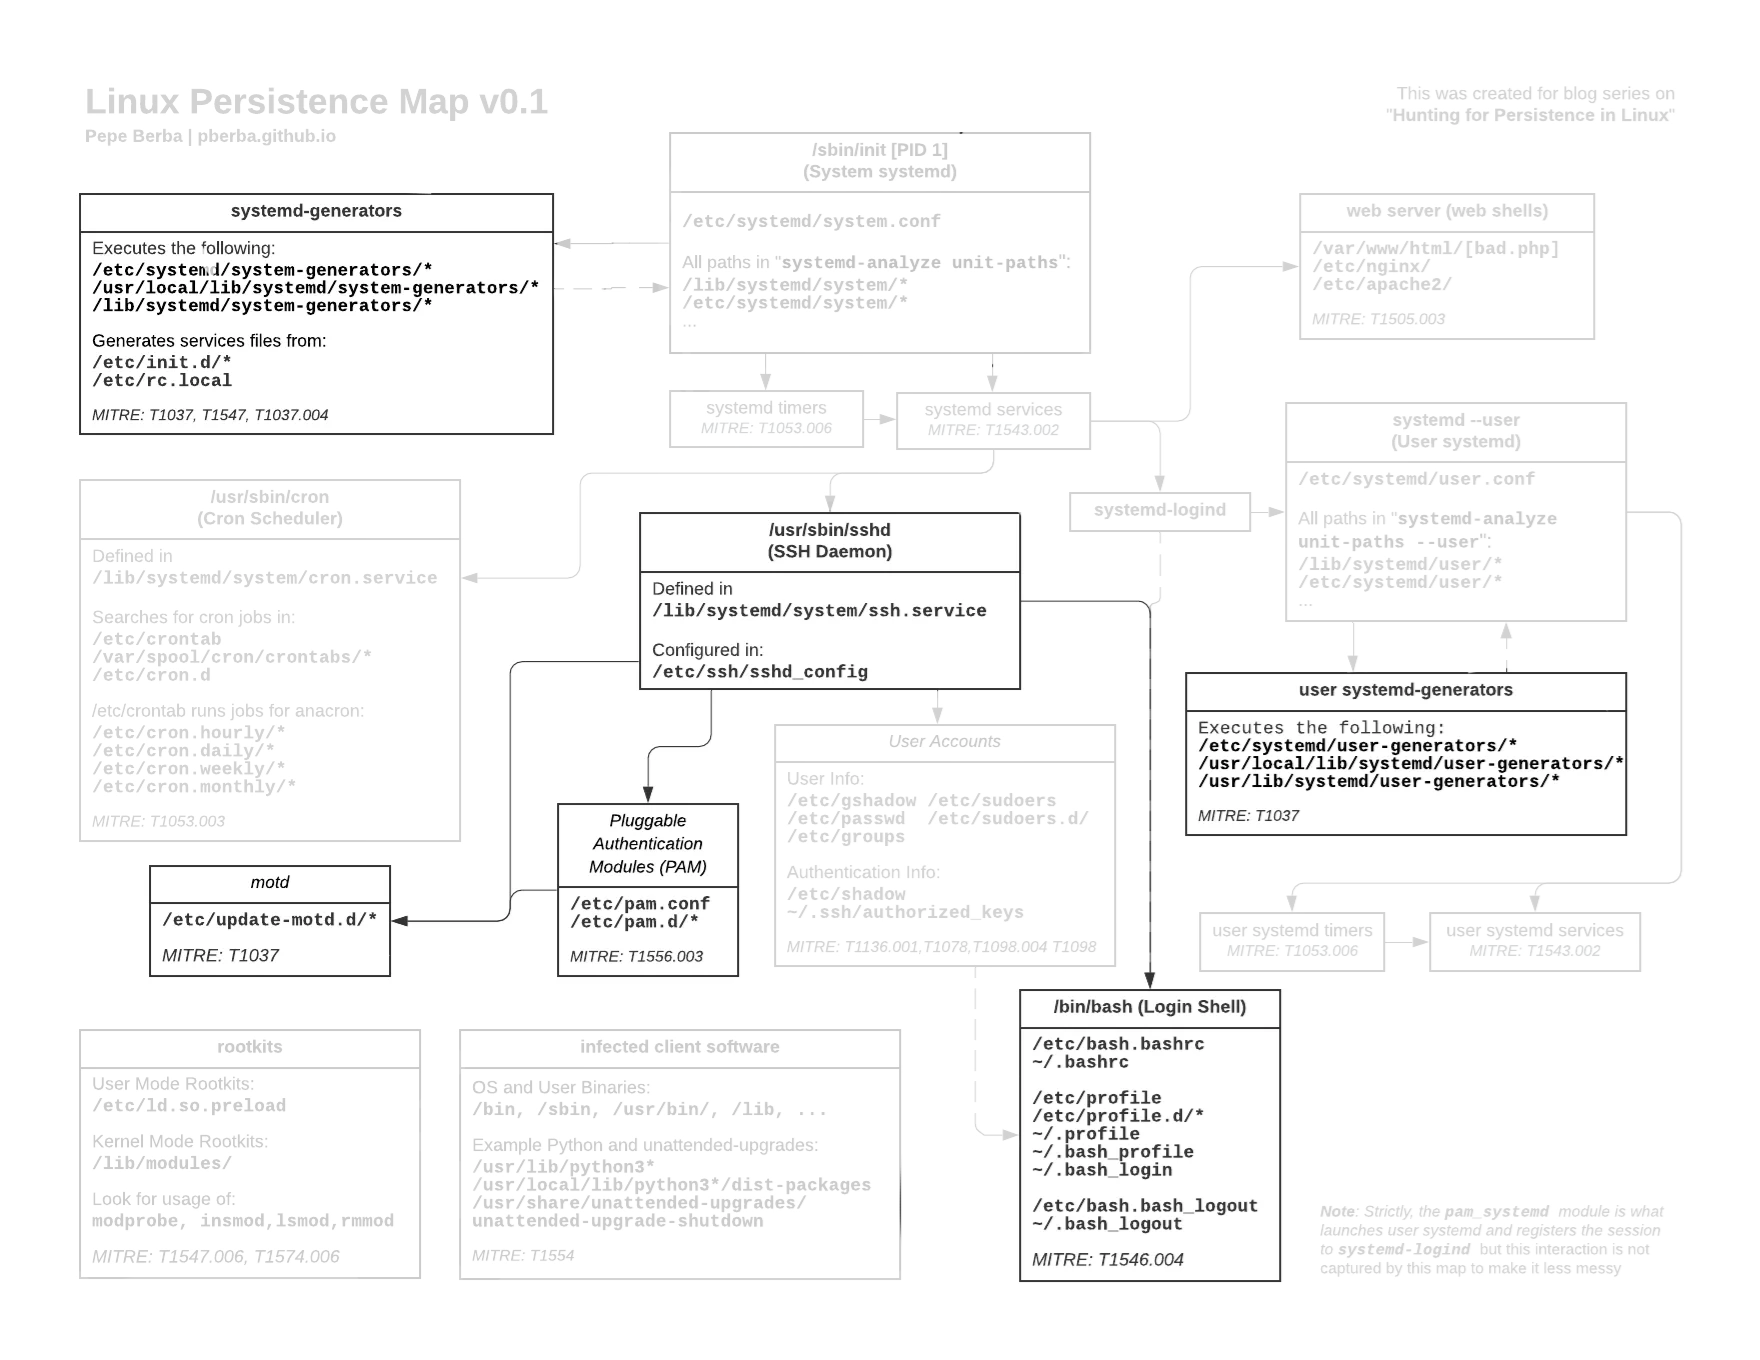 Linux Persistence Map v0.1
Pepe Berba | pberba.github.io
This was created for blog series on
"Hunting for Persistence in Linux"
/sbin/init [PID 1]
(System systemd)
/etc/systemd/system.conf
All paths in "systemd-analyze unit-paths":
/lib/systemd/system/*
/etc/systemd/system/*
...
systemd-generators
Executes the following:
/etc/systemd/system-generators/*
/usr/local/lib/systemd/system-generators/*
/lib/systemd/system-generators/*
Generates services files from:
/etc/init.d/*
/etc/rc.local
MITRE: T1037, T1547, T1037.004
web server (web shells)
/var/www/html/[bad.php]
/etc/nginx/
/etc/apache2/
MITRE: T1505.003
systemd timers
MITRE: T1053.006
systemd services
MITRE: T1543.002
systemd --user
(User systemd)
/etc/systemd/user.conf
All paths in "systemd-analyze
unit-paths --user":
/lib/systemd/user/*
/etc/systemd/user/*
...
systemd-logind
/usr/sbin/cron
(Cron Scheduler)
Defined in
/lib/systemd/system/cron.service
Searches for cron jobs in:
/etc/crontab
/var/spool/cron/crontabs/*
/etc/cron.d
/etc/crontab runs jobs for anacron:
/etc/cron.hourly/*
/etc/cron.daily/*
/etc/cron.weekly/*
/etc/cron.monthly/*
MITRE: T1053.003
/usr/sbin/sshd
(SSH Daemon)
Defined in
/lib/systemd/system/ssh.service
Configured in:
/etc/ssh/sshd_config
user systemd-generators
Executes the following:
/etc/systemd/user-generators/*
/usr/local/lib/systemd/user-generators/*
/usr/lib/systemd/user-generators/*
MITRE: T1037
User Accounts
User Info:
/etc/gshadow /etc/sudoers
/etc/passwd /etc/sudoers.d/
/etc/groups
Authentication Info:
/etc/shadow
~/.ssh/authorized_keys
MITRE: T1136.001,T1078,T1098.004 T1098
Pluggable
Authentication
Modules (PAM)
/etc/pam.conf
/etc/pam.d/*
MITRE: T1556.003
motd
/etc/update-motd.d/*
MITRE: T1037
user systemd timers
MITRE: T1053.006
user systemd services
MITRE: T1543.002
/bin/bash (Login Shell)
/etc/bash.bashrc
~/.bashrc
/etc/profile
/etc/profile.d/*
~/.profile
~/.bash_profile
~/.bash_login
/etc/bash.bash_logout
~/.bash_logout
MITRE: T1546.004
rootkits
User Mode Rootkits:
/etc/ld.so.preload
Kernel Mode Rootkits:
/lib/modules/
Look for usage of:
modprobe, insmod,lsmod,rmmod
MITRE: T1547.006, T1574.006
infected client software
OS and User Binaries:
/bin, /sbin, /usr/bin/, /lib, ...
Example Python and unattended-upgrades:
/usr/lib/python3*
/usr/local/lib/python3*/dist-packages
/usr/share/unattended-upgrades/
unattended-upgrade-shutdown
MITRE: T1554
Note: Strictly, the pam_systemd module is what
launches user systemd and registers the session
to systemd-logind but this interaction is not
captured by this map to make it less messy